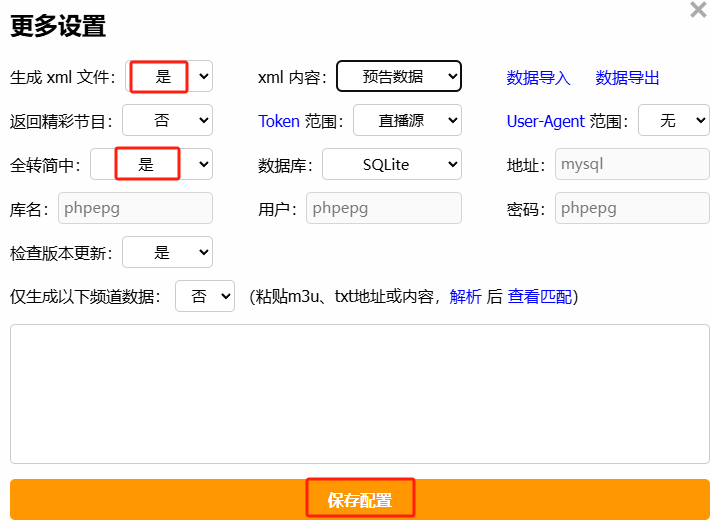 更多设置 ×
生成 xml 文件： 是 xml 内容： 预告数据 数据导入 数据导出
返回精彩节目： 否 Token 范围： 直播源 User-Agent 范围： 无
全转简中： 是 数据库： SQLite 地址： mysql
库名： phpepg 用户： phpepg 密码： phpepg
检查版本更新： 是
仅生成以下频道数据： 否 （粘贴m3u、txt地址或内容，解析 后 查看匹配）
保存配置